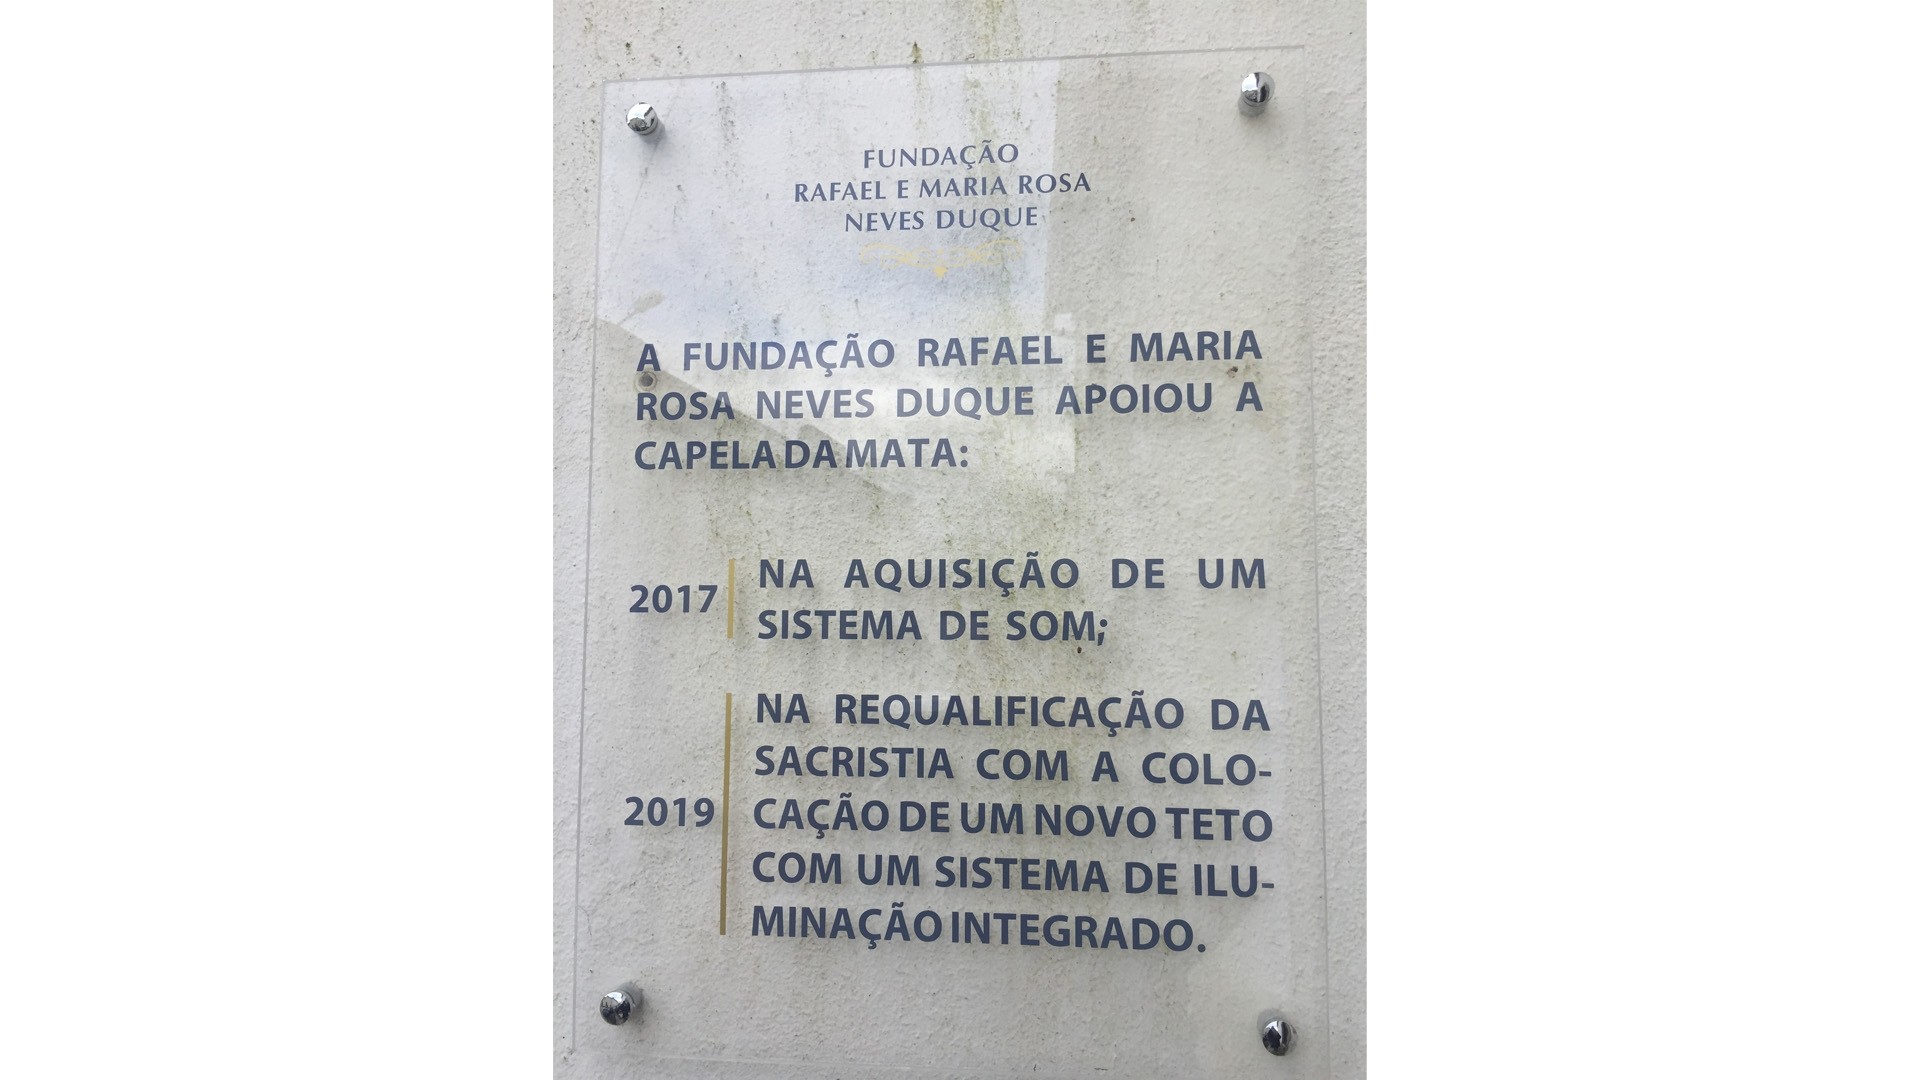 FUNDAÇÃO
RAFAEL E MARIA ROSA
NEVES DUQUE
A FUNDAÇÃO RAFAEL E MARIA
ROSA NEVES DUQUE APOIOU A
CAPELA DA MATA:
2017
NA AQUISIÇÃO DE UM
SISTEMA DE SOM;
2019
NA REQUALIFICAÇÃO DA
SACRISTIA COM A COLO-
CAÇÃO DE UM NOVO TETO
COM UM SISTEMA DE ILU-
MINAÇÃO INTEGRADO.